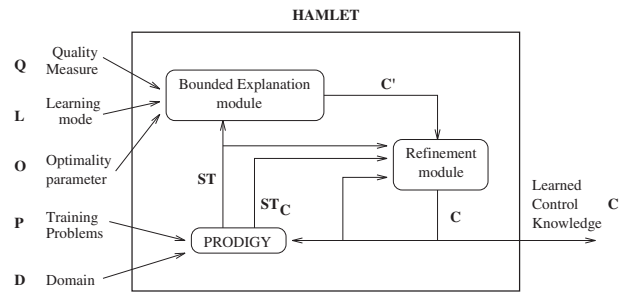 HAMLET
Q Quality
Measure
L Learning
mode
O Optimality
parameter
P Training
Problems
D Domain
Bounded Explanation
module
C'
Refinement
module
ST
ST C
C
PRODIGY
Learned
Control C
Knowledge